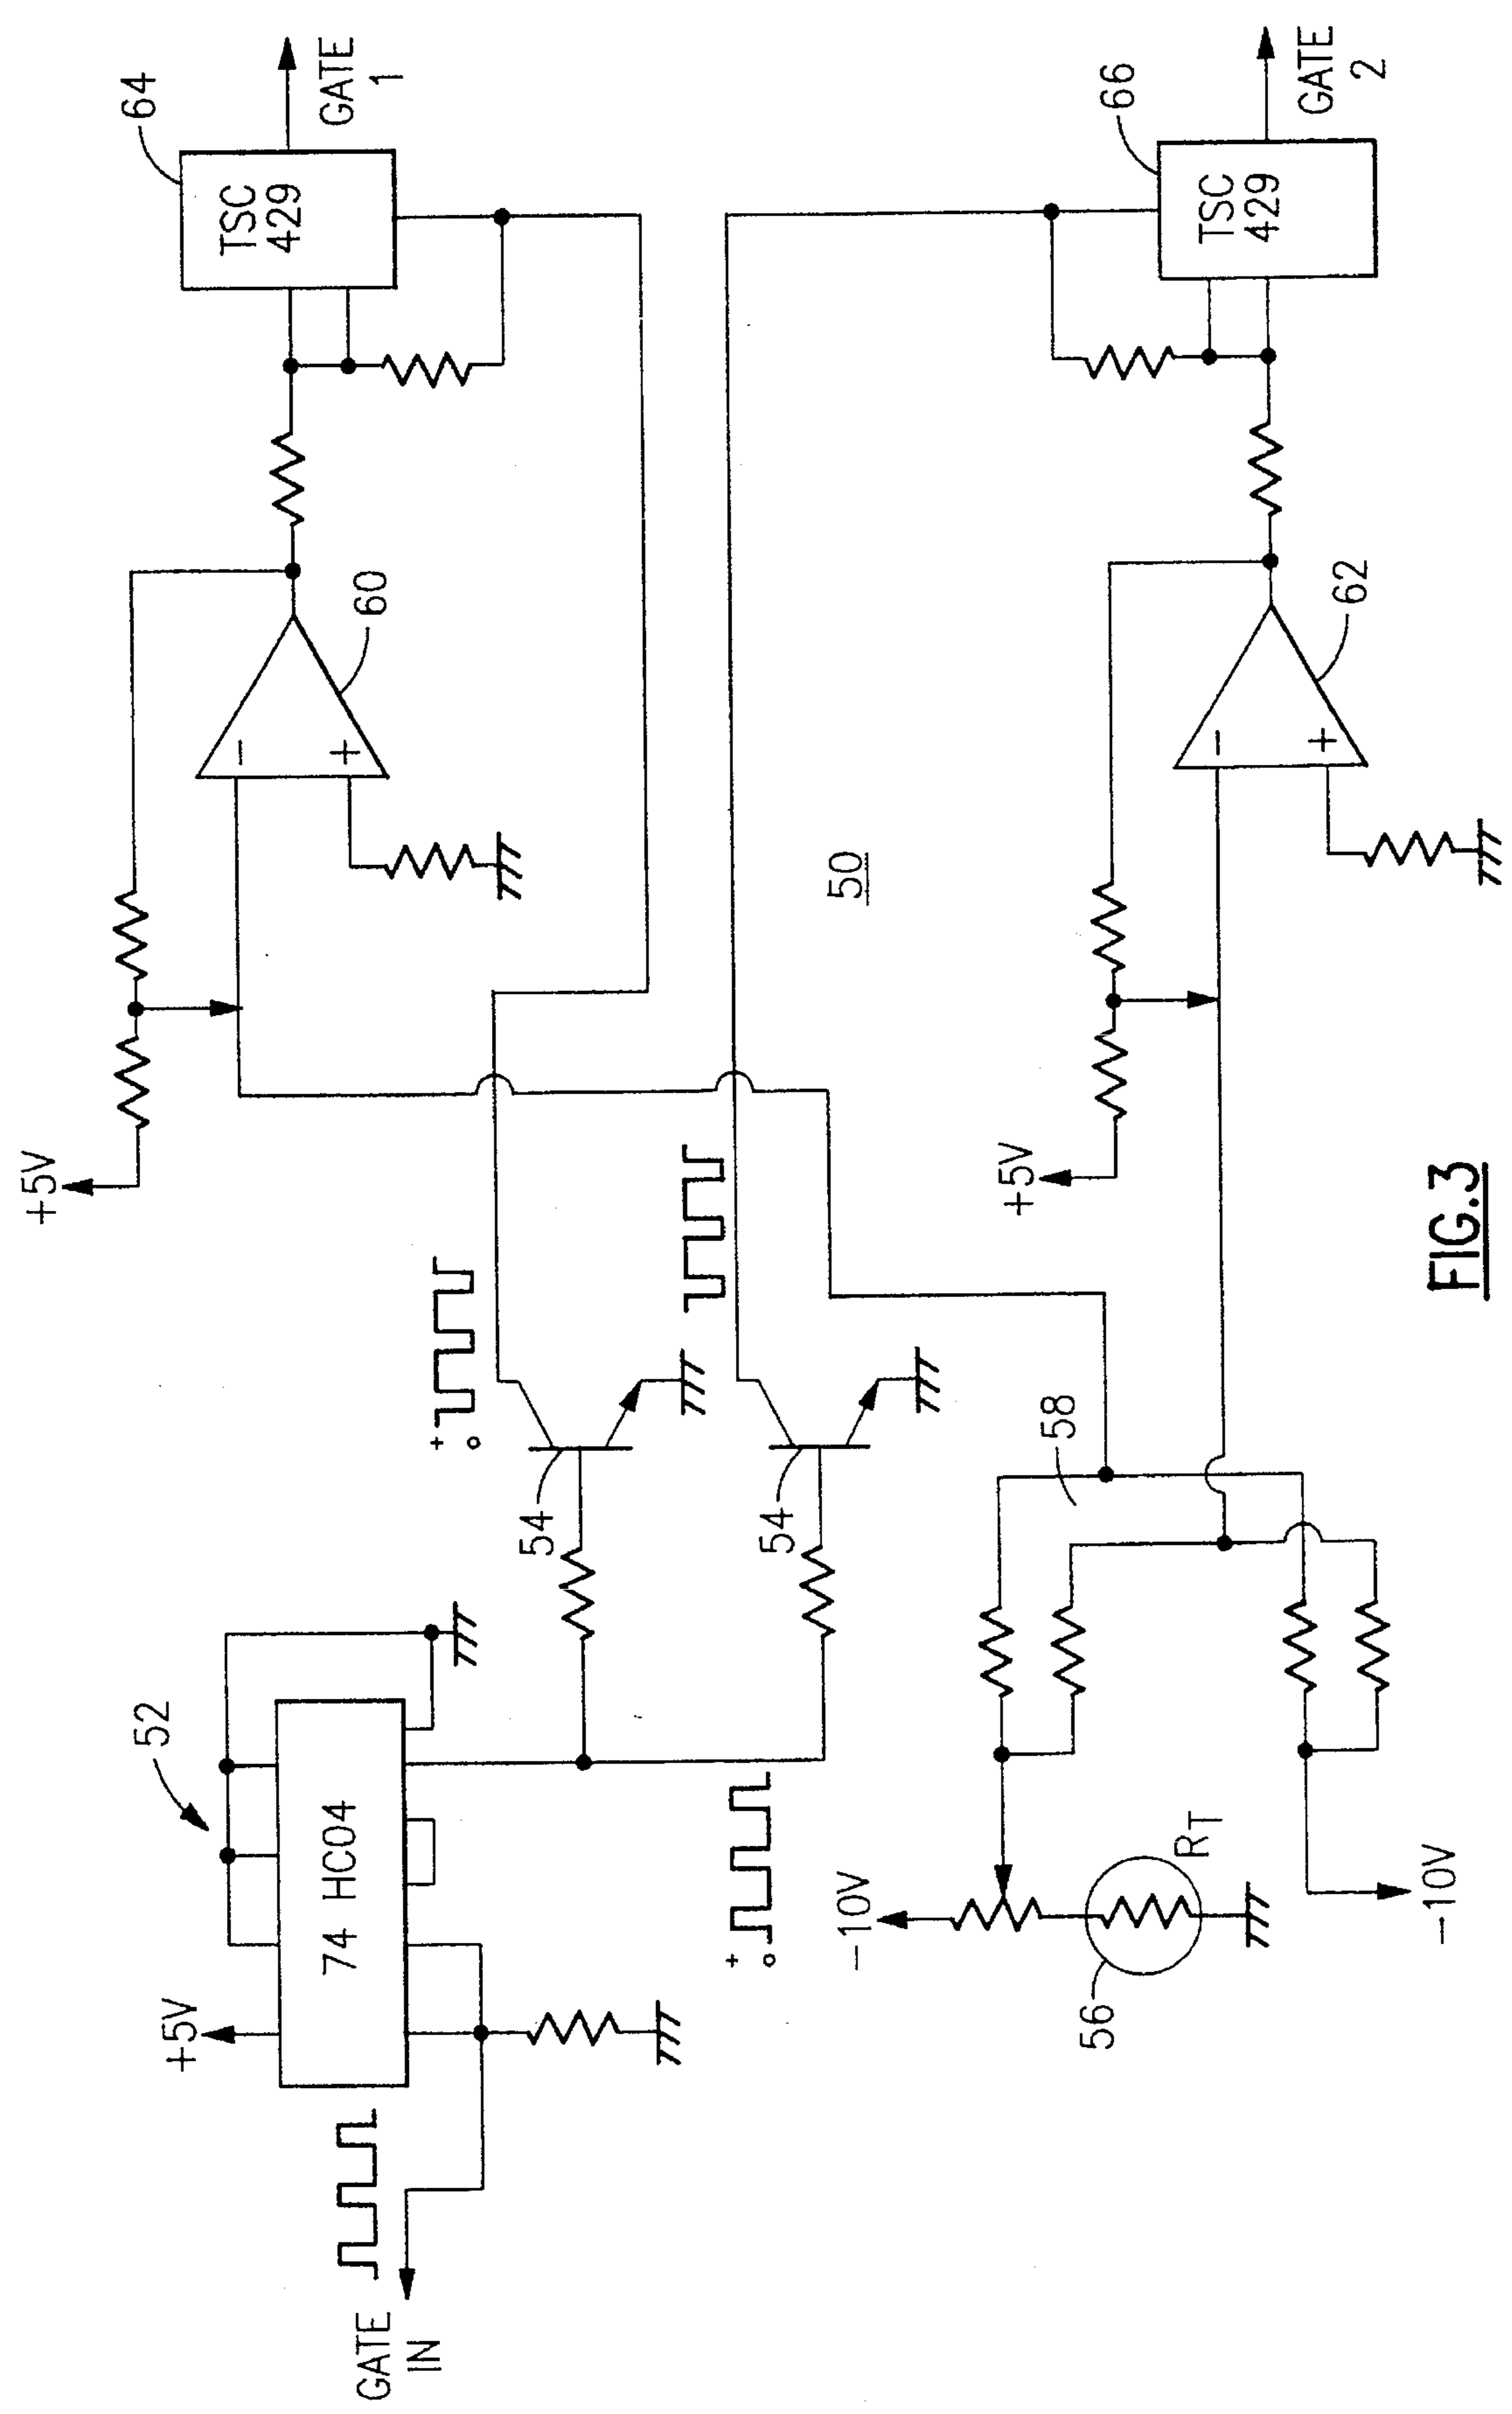 +5V
64
TSC
429
GATE
1
60
52
+5V
74 HC04
GATE
IN
+
o
54
54
+
o
50
-10V
56
RT
58
-10V
+5V
62
66
TSC
429
GATE
2
-
+
-
+
FIG.3